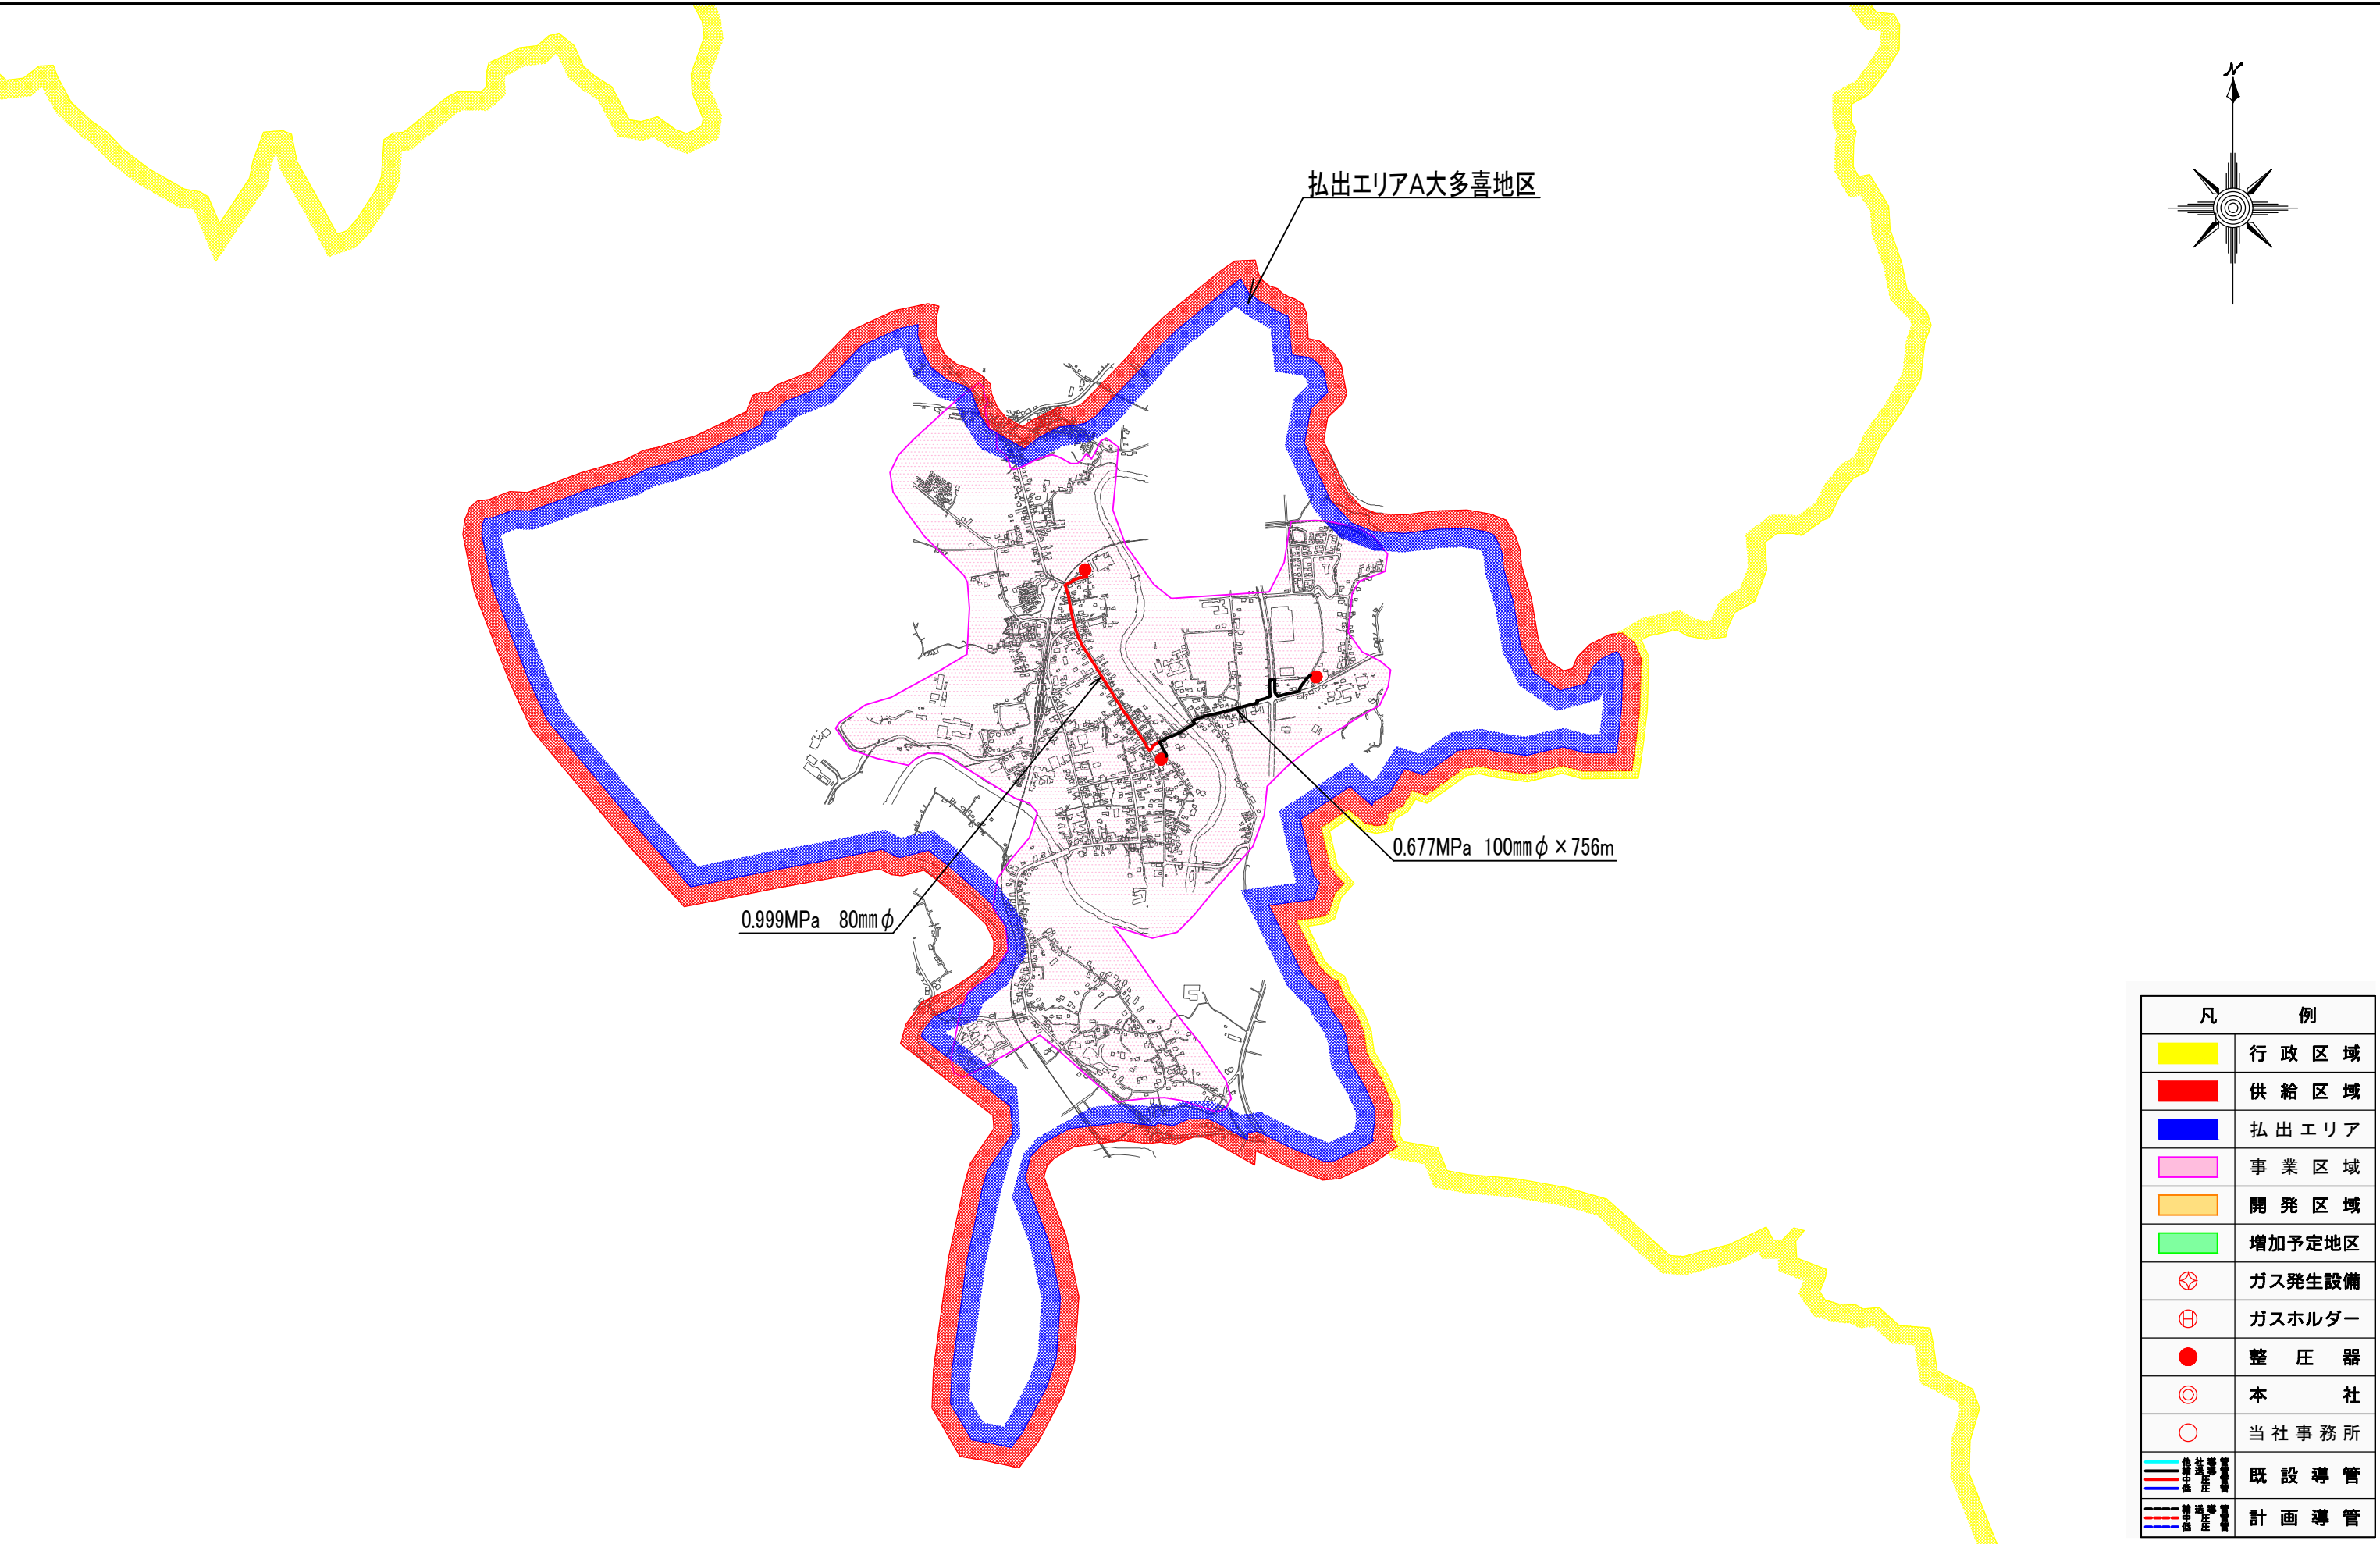 N
払出エリアA大多喜地区
0.677MPa 100mmφ×756m
0.999MPa 80mmφ
凡例
行政区域
供給区域
払出エリア
事業区域
開発区域
増加予定地区
ガス発生設備
ガスホルダー
整圧器
本社
当社事務所
既設導管
計画導管